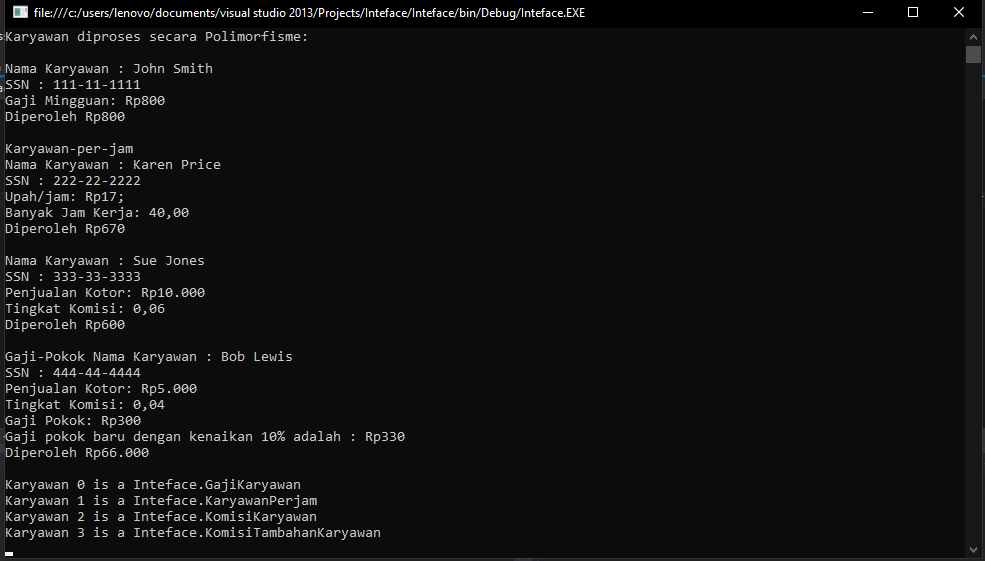 file:///c:/users/lenovo/documents/visual studio 2013/Projects/Inteface/Inteface/bin/Debug/Inteface.EXE
Karyawan diproses secara Polimorfisme:
Nama Karyawan : John Smith
SSN : 111-11-1111
Gaji Mingguan: Rp800
Diperoleh Rp800
Karyawan-per-jam
Nama Karyawan : Karen Price
SSN : 222-22-2222
Upah/jam: Rp17;
Banyak Jam Kerja: 40,00
Diperoleh Rp670
Nama Karyawan : Sue Jones
SSN : 333-33-3333
Penjualan Kotor: Rp10.000
Tingkat Komisi: 0,06
Diperoleh Rp600
Gaji-Pokok Nama Karyawan : Bob Lewis
SSN : 444-44-4444
Penjualan Kotor: Rp5.000
Tingkat Komisi: 0,04
Gaji Pokok: Rp300
Gaji pokok baru dengan kenaikan 10% adalah : Rp330
Diperoleh Rp66.000
Karyawan 0 is a Inteface.GajiKaryawan
Karyawan 1 is a Inteface.KaryawanPerjam
Karyawan 2 is a Inteface.KomisiKaryawan
Karyawan 3 is a Inteface.KomisiTambahanKaryawan